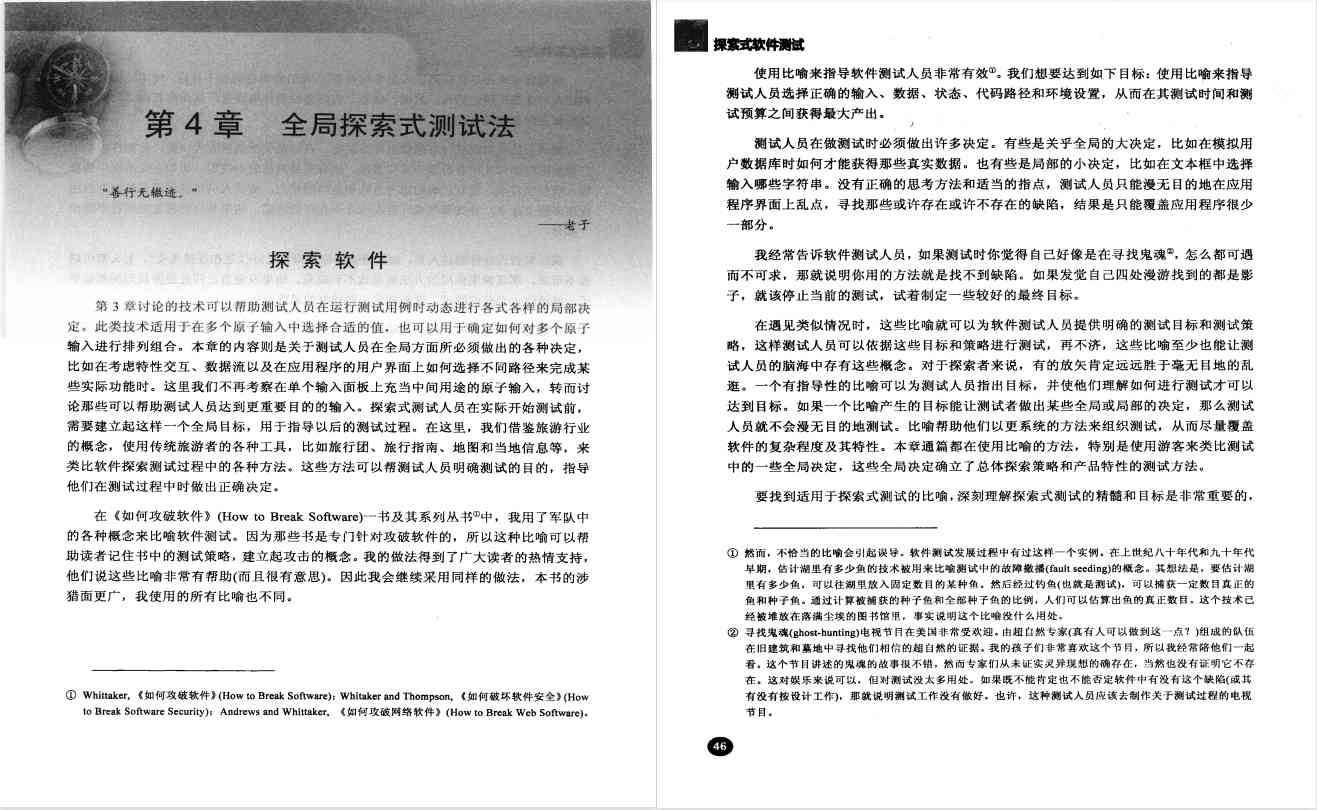 第 4 章 全局探索式测试法
“善行无辙迹。”
——老子
探 索 软 件
第 3 章讨论的技术可以帮助测试人员在运行测试用例时动态进行各式各样的局部决
定。此类技术适用于在多个原子输入中选择合适的值，也可以用于确定如何对多个原子
输入进行排列组合。本章的内容则是关于测试人员在全局方面所必须做出的各种决定，
比如在考虑特性交互、数据流以及在应用程序的用户界面上如何选择不同路径来完成某
些实际功能时。这里我们不再考察在单个输入面板上充当中间用途的原子输入，转而讨
论那些可以帮助测试人员达到更重要目的的输入。探索式测试人员在实际开始测试前，
需要建立起这样一个全局目标，用于指导以后的测试过程。在这里，我们借鉴旅游行业
的概念，使用传统旅游者的各种工具，比如旅行团、旅行指南、地图和当地信息等，来
类比软件探索测试过程中的各种方法。这些方法可以帮测试人员明确测试的目的，指导
他们在测试过程中时做出正确决定。
在《如何攻破软件》(How to Break Software)一书及其系列丛书①中，我用了军队中
的各种概念来比喻软件测试。因为那些书是专门针对攻破软件的，所以这种比喻可以帮
助读者记住书中的测试策略，建立起攻击的概念。我的做法得到了广大读者的热情支持，
他们说这些比喻非常有帮助(而且很有意思)。因此我会继续采用同样的做法，本书的涉
猎面更广，我使用的所有比喻也不同。
① Whittaker, 《如何攻破软件》(How to Break Software)；Whitaker and Thompson, 《如何破坏软件安全》(How
to Break Software Security)；Andrews and Whittaker, 《如何攻破网络软件》(How to Break Web Software)。
探索式软件测试
使用比喻来指导软件测试人员非常有效①。我们想要达到如下目标：使用比喻来指导
测试人员选择正确的输入、数据、状态、代码路径和环境设置，从而在其测试时间和测
试预算之间获得最大产出。
测试人员在做测试时必须做出许多决定。有些是关乎全局的大决定，比如在模拟用
户数据库时如何才能获得那些真实数据。也有些是局部的小决定，比如在文本框中选择
输入哪些字符串。没有正确的思考方法和适当的指点，测试人员只能漫无目的地在应用
程序界面上乱点，寻找那些或许存在或许不存在的缺陷，结果是只能覆盖应用程序很少
一部分。
我经常告诉软件测试人员，如果测试时你觉得自己好像是在寻找鬼魂②，怎么都可遇
而不可求，那就说明你用的方法就是找不到缺陷。如果发觉自己四处漫游找到的都是影
子，就该停止当前的测试，试着制定一些较好的最终目标。
在遇见类似情况时，这些比喻就可以为软件测试人员提供明确的测试目标和测试策
略，这样测试人员可以依据这些目标和策略进行测试，再不济，这些比喻至少也能让测
试人员的脑海中存有这些概念。对于探索者来说，有的放矢肯定远远胜于毫无目地的乱
逛。一个有指导性的比喻可以为测试人员指出目标，并使他们理解如何进行测试才可以
达到目标。如果一个比喻产生的目标能让测试者做出某些全局或局部的决定，那么测试
人员就不会漫无目的地测试。比喻帮助他们以更系统的方法来组织测试，从而尽量覆盖
软件的复杂程度及其特性。本章通篇都在使用比喻的方法，特别是使用游客来类比测试
中的一些全局决定，这些全局决定确立了总体探索策略和产品特性的测试方法。
要找到适用于探索式测试的比喻，深刻理解探索式测试的精髓和目标是非常重要的，
① 然而，不恰当的比喻会引起误导。软件测试发展过程中有过这样一个实例。在上世纪八十年代和九十年代
早期，估计湖里有多少鱼的技术被用来比喻测试中的故障撒播(fault seeding)的概念。其想法是，要估计湖
里有多少鱼，可以往湖里放入固定数目的某种鱼。然后经过钓鱼(也就是测试)，可以捕获一定数目真正的
鱼和种子鱼。通过计算被捕获的种子鱼和全部种子鱼的比例，人们可以估算出鱼的真正数目。这个技术已
经被堆放在落满尘埃的图书馆里，事实说明这个比喻没什么用处。
② 寻找鬼魂(ghost-hunting)电视节目在美国非常受欢迎。由超自然专家(真有人可以做到这一点？)组成的队伍
在旧建筑和墓地中寻找他们相信的超自然的证据。我的孩子们非常喜欢这个节目，所以我经常陪他们一起
看。这个节目讲述的鬼魂的故事很不错，然而专家们从未证实灵异现想的确存在，当然也没有证明它不存
在。这对娱乐来说可以，但对测试没太多用处。如果既不能肯定也不能否定软件中有没有这个缺陷(或其
有没有按设计工作)，那就说明测试工作没有做好。也许，这种测试人员应该去制作关于测试过程的电视
节目。
46